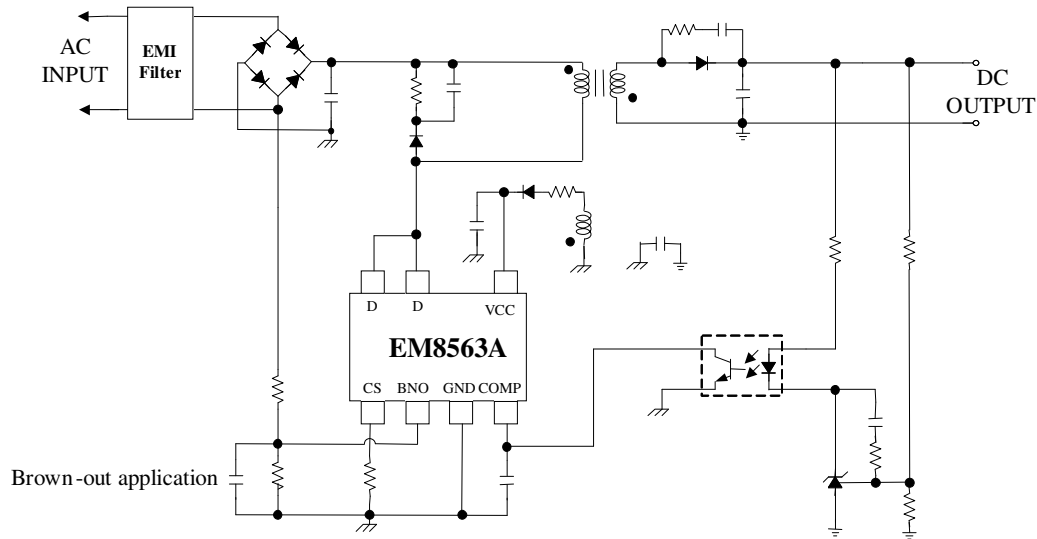 AC
INPUT
EMI
Filter
DC
OUTPUT
D
D
VCC
EM8563A
CS
BNO
GND
COMP
Brown-out application